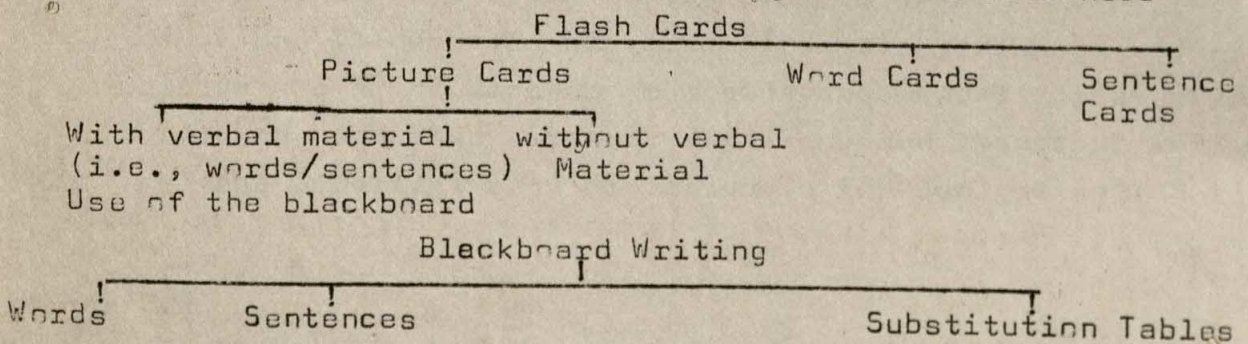 Flash Cards
Picture Cards Word Cards Sentence
Cards
With verbal material without verbal
(i.e., words/sentences) Material
Use of the blackboard
Blackboard Writing
Words Sentences Substitution Tables